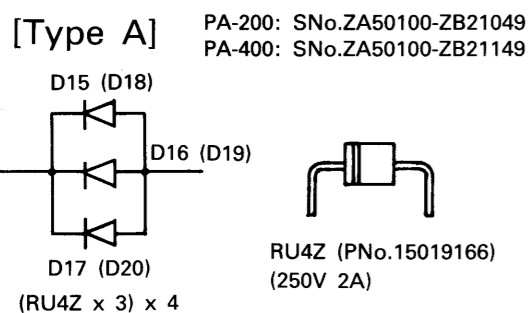 [Type A]
PA-200: SNo.ZA50100-ZB21049
PA-400: SNo.ZA50100-ZB21149
D15 (D18)
D16 (D19)
D17 (D20)
(RU4Z x 3) x 4
RU4Z (PNo.15019166)
(250V 2A)